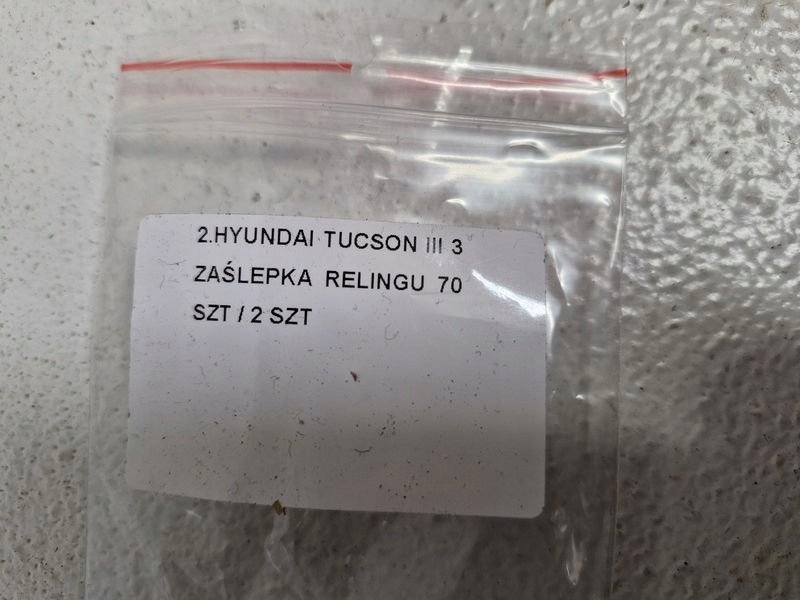 2.HYUNDAI TUCSON III 3
ZAŚLEPKA RELINGU 70
SZT / 2 SZT